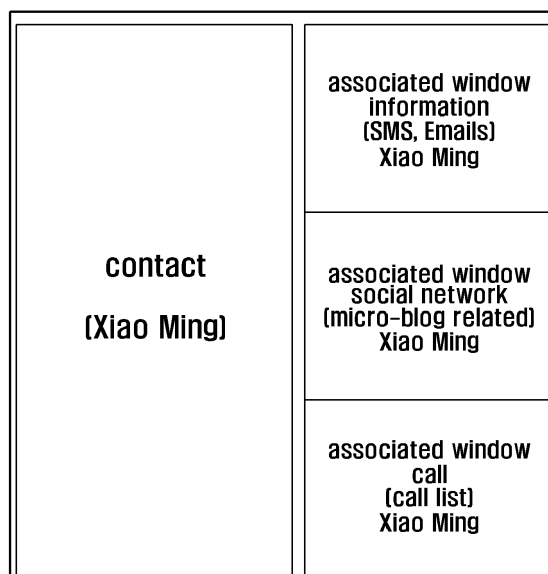 contact
(Xiao Ming)
associated window
information
(SMS, Emails)
Xiao Ming
associated window
social network
(micro-blog related)
Xiao Ming
associated window
call
(call list)
Xiao Ming